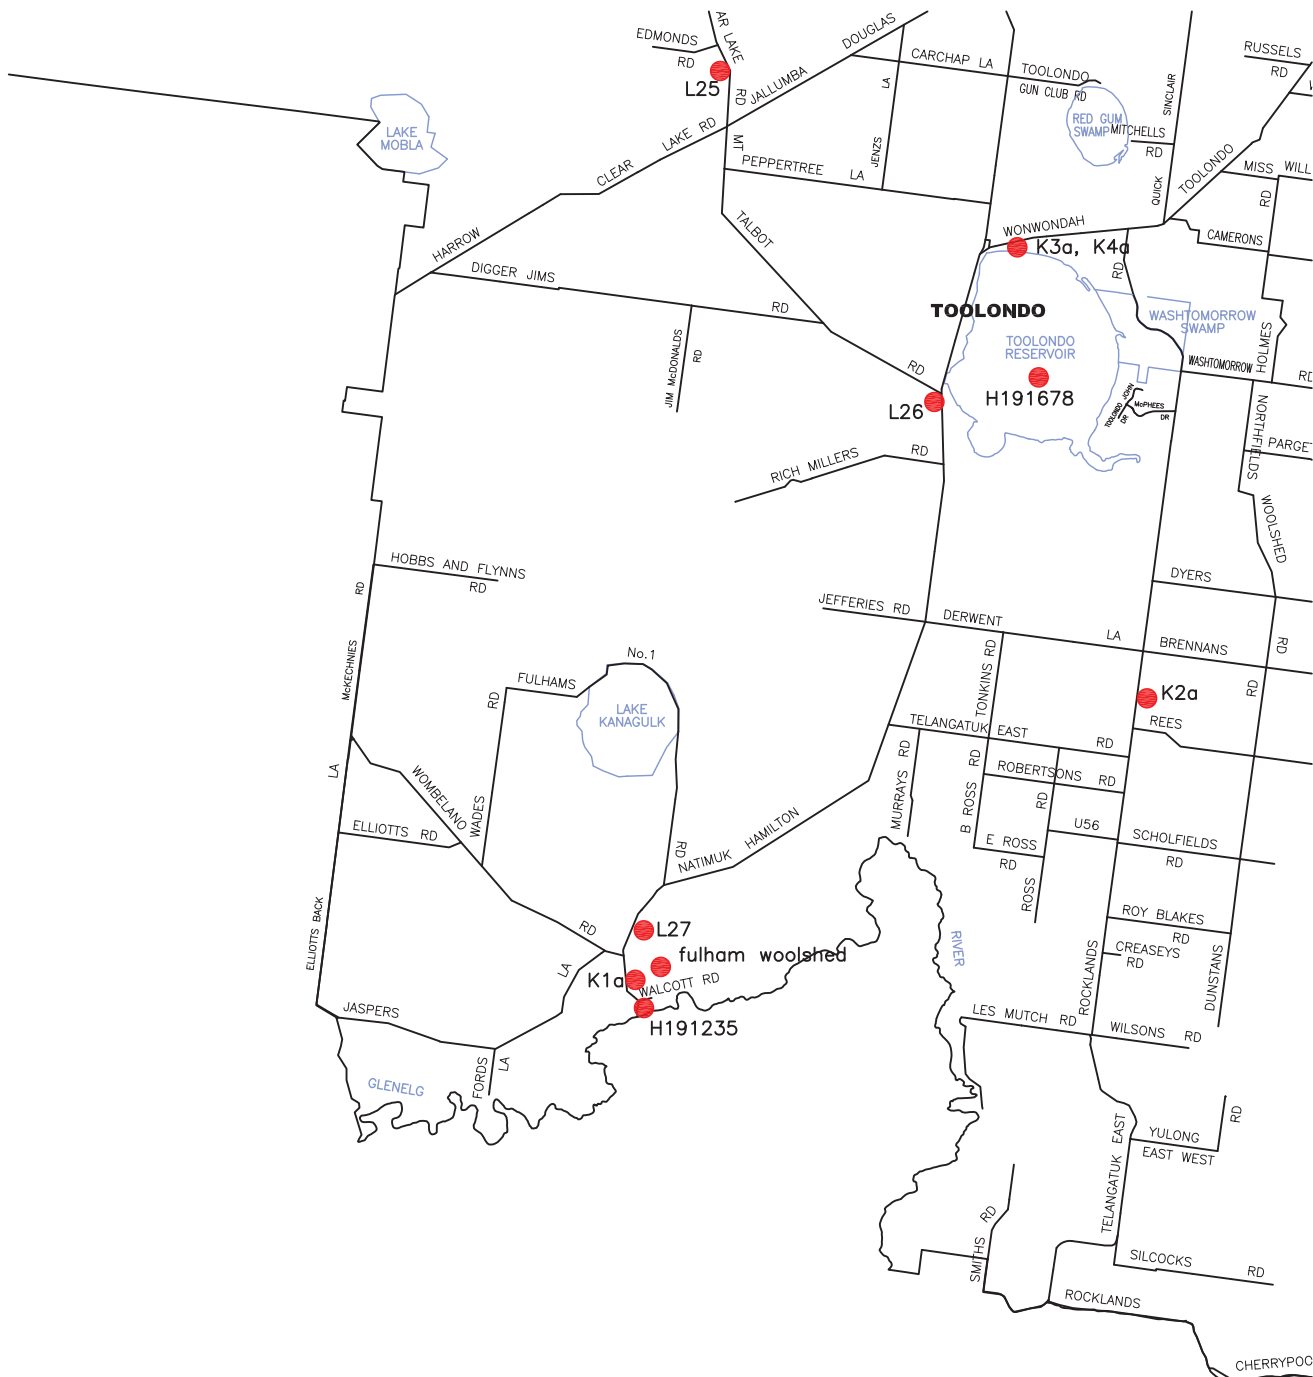 EDMONDS
RD
AR LAKE
RD
MT
L25
DOUGLAS
JALLUMBA
CARCHAP LA
TOOLONDO
GUN CLUB RD
RUSSELS
RD
SINCLAIR
LAKE
MOBLA
RED GUM
SWAMP
MITCHELLS
RD
LA
JENZS
LAKE RD
CLEAR
HARROW
PEPPERTREE LA
TOOLONDO
MISS WILL
RD
QUICK
TALBOT
WONWONDAH
K3a, K4a
RD
CAMERONS
DIGGER JIMS
RD
TOOLONDO
WASHTOMORROW
SWAMP
TOOLONDO
RESERVOIR
HOLMES
JIM McDONALDS
RD
RD
WASHTOMORROW
RD
H191678
L26
TOOLONDO JOHN
McPHEES
DR
DR
NORTHFIELDS
PARGE
RICH MILLERS RD
WOOLSHED
HOBBS AND FLYNNS
RD
RD
DYERS
JEFFERIES RD
DERWENT LA
BRENNANS
RD
No.1
McKECHNIES
FULHAMS
RD
TONKINS RD
RD
K2a
LAKE
KANAGULK
REES
TELANGATUK EAST RD
LA
WOMBELANO
WADES
MURRAYS RD
RD
ROBERTSONS RD
B ROSS
RD
ELLIOTTS RD
HAMILTON
NATIMUK
RD
U56
SCHOLFIELDS
RD
E ROSS
RD
ROSS
ELLIOTTS BACK
RD
L27
fulham woolshed
K1a
WALCOTT RD
H191235
LA
RIVER
ROY BLAKES
RD
CREASEYS
RD
ROCKLANDS
DUNSTANS
JASPERS
LES MUTCH RD
WILSONS RD
FORDS
LA
GLENELG
YULONG
EAST WEST
RD
TELANGATUK EAST
SMITHS
RD
SILCOCKS RD
ROCKLANDS
CHERRYPOC